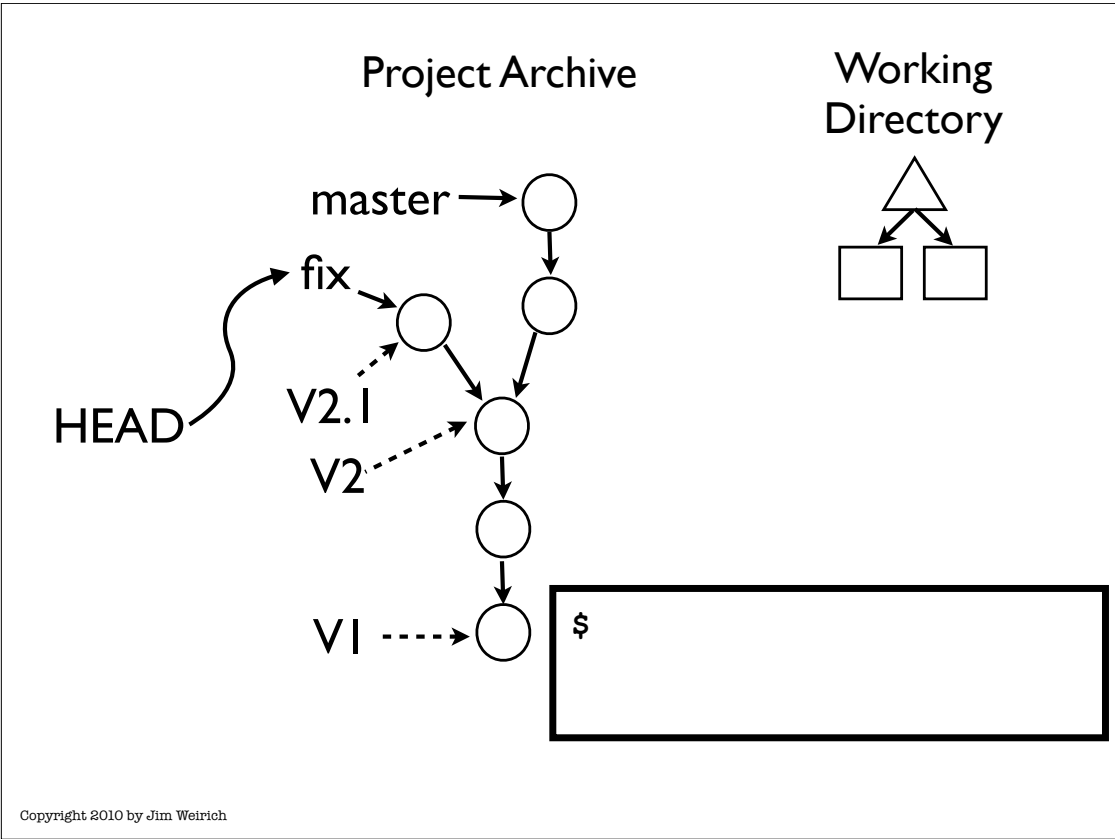 Project Archive
Working
Directory
master
fix
V2.1
HEAD
V2
V1
$
Copyright 2010 by Jim Weirich